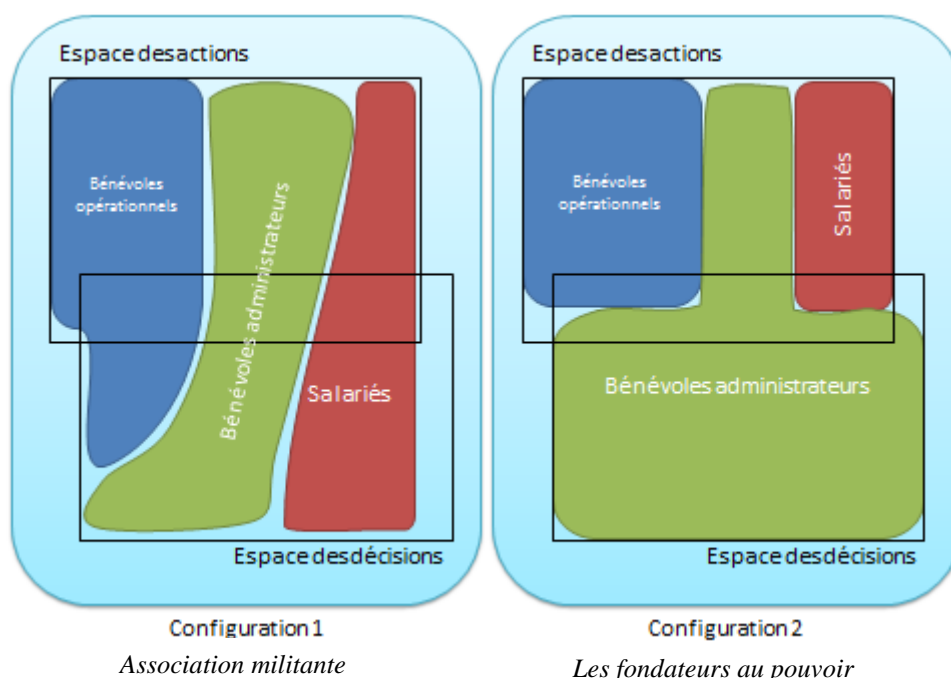 Espace desactions
Bénévoles
opérationnels
Bénévoles administrateurs
Salariés
Espace desdécisions
Configuration 1
Association militante
Espace desactions
Bénévoles
opérationnels
Salariés
Bénévoles administrateurs
Espace desdécisions
Configuration 2
Les fondateurs au pouvoir